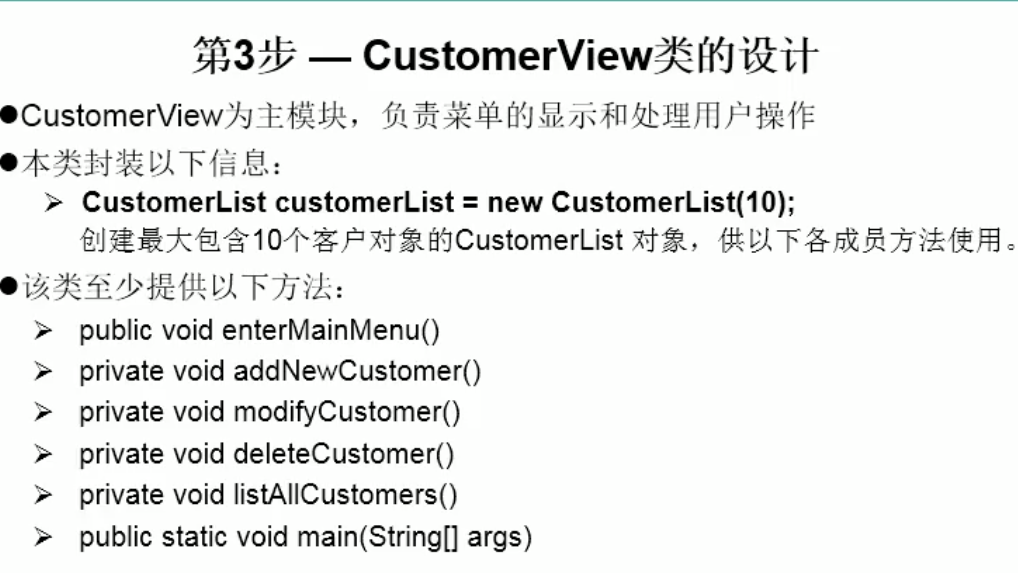 第3步 — CustomerView类的设计
●CustomerView为主模块，负责菜单的显示和处理用户操作
●本类封装以下信息：
➢ CustomerList customerList = new CustomerList(10);
创建最大包含10个客户对象的CustomerList 对象，供以下各成员方法使用。
●该类至少提供以下方法：
➢ public void enterMainMenu()
➢ private void addNewCustomer()
➢ private void modifyCustomer()
➢ private void deleteCustomer()
➢ private void listAllCustomers()
➢ public static void main(String[] args)